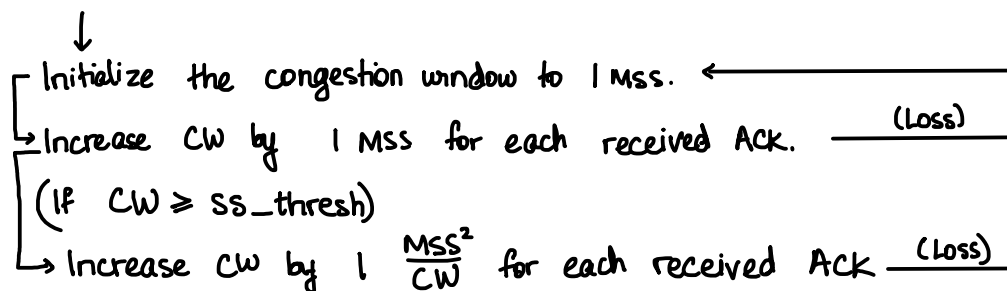 Initialize the congestion window to 1 MSS.
Increase CW by 1 MSS for each received ACK. (Loss)
(If CW ≥ ss_thresh)
Increase CW by 1 MSS²/CW for each received ACK (Loss)